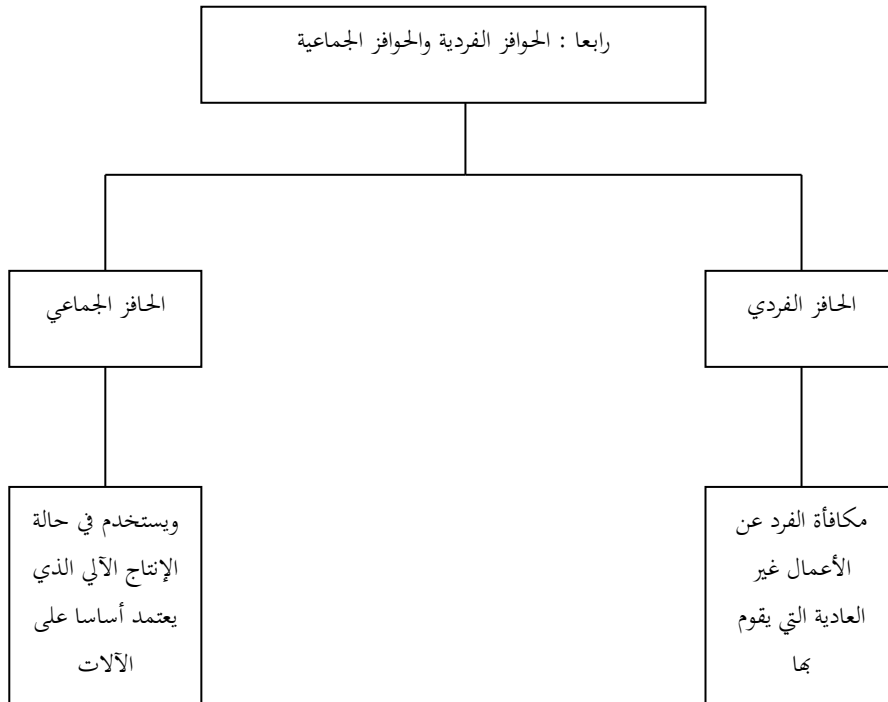 رابعا : الحوافز الفردية والحوافز الجماعية
الحافز الفردي
الحافز الجماعي
مكافأة الفرد عن
الأعمال غير
العادية التي يقوم
بها
ويستخدم في حالة
الإنتاج الآلي الذي
يعتمد أساسا على
الآلات